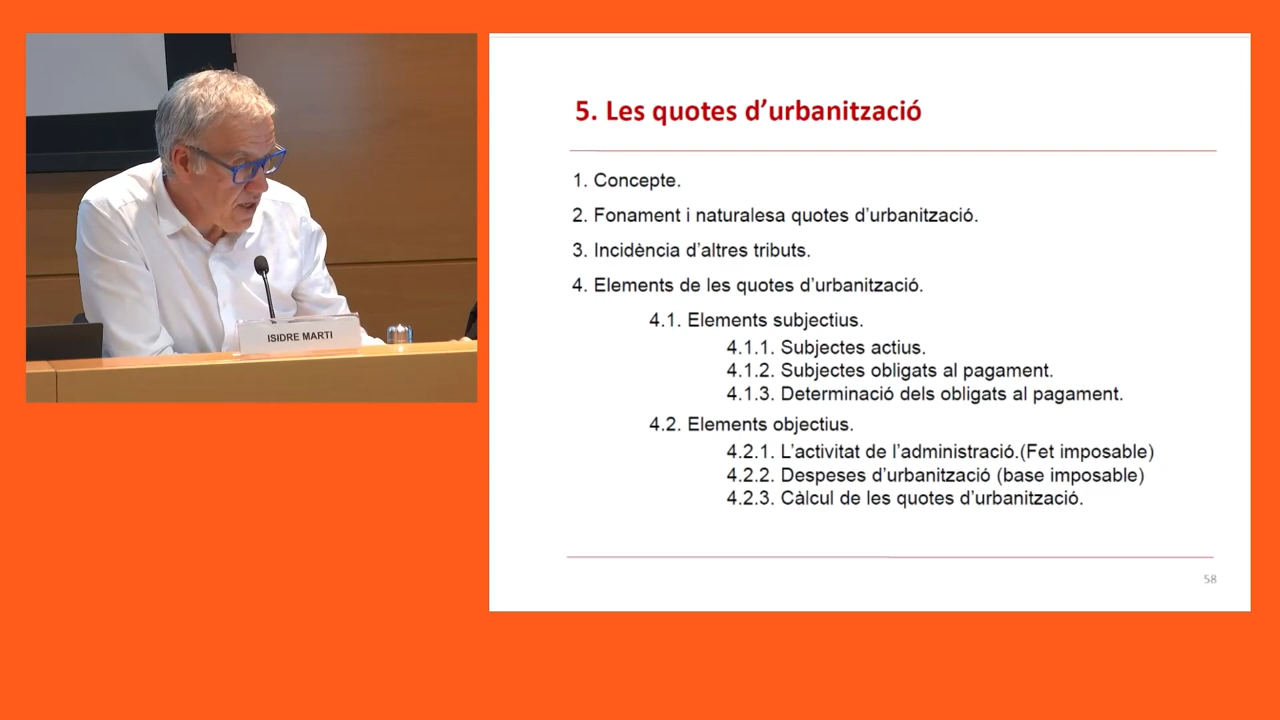 ISIDRE MARTI
5. Les quotes d’urbanització
1. Concepte.
2. Fonament i naturalesa quotes d’urbanització.
3. Incidència d’altres tributs.
4. Elements de les quotes d’urbanització.
4.1. Elements subjectius.
4.1.1. Subjectes actius.
4.1.2. Subjectes obligats al pagament.
4.1.3. Determinació dels obligats al pagament.
4.2. Elements objectius.
4.2.1. L’activitat de l’administració.(Fet imposable)
4.2.2. Despeses d’urbanització (base imposable)
4.2.3. Càlcul de les quotes d’urbanització.
58